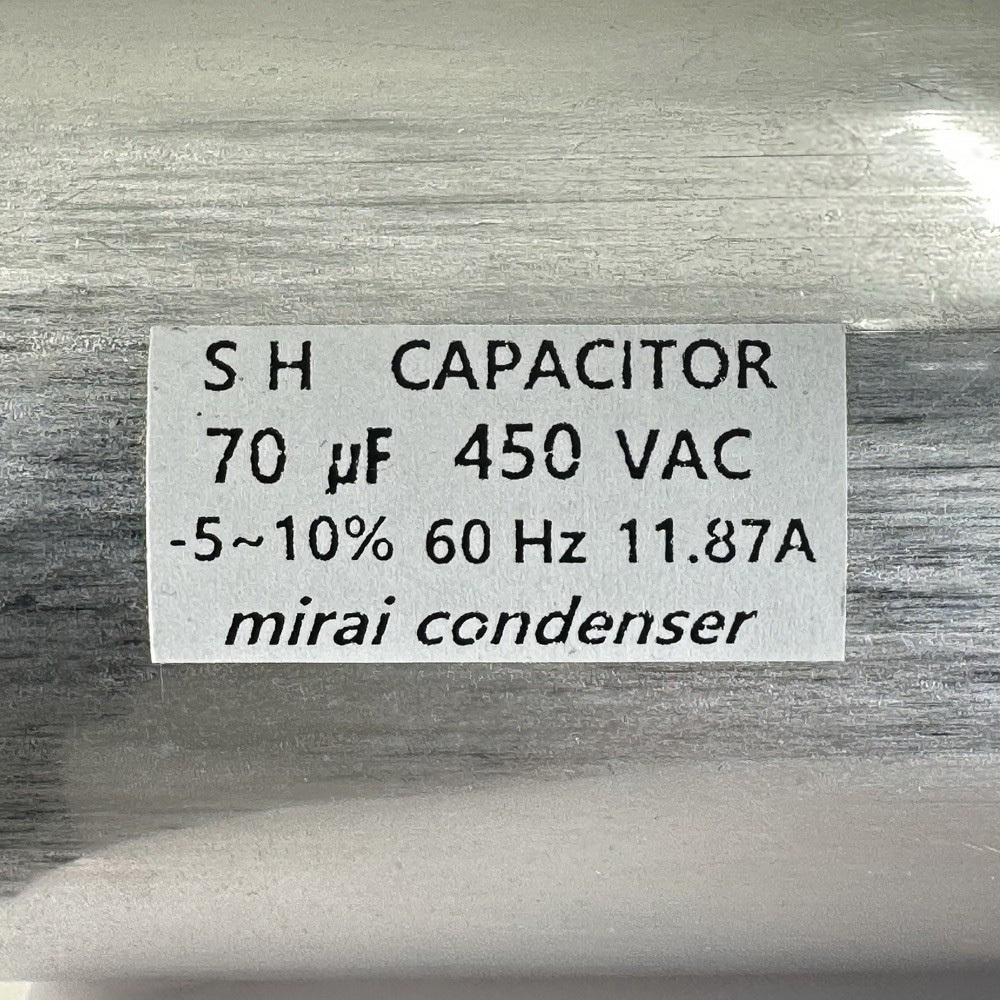 S H CAPACITOR
70 µF 450 VAC
-5~10% 60 Hz 11.87A
mirai condenser